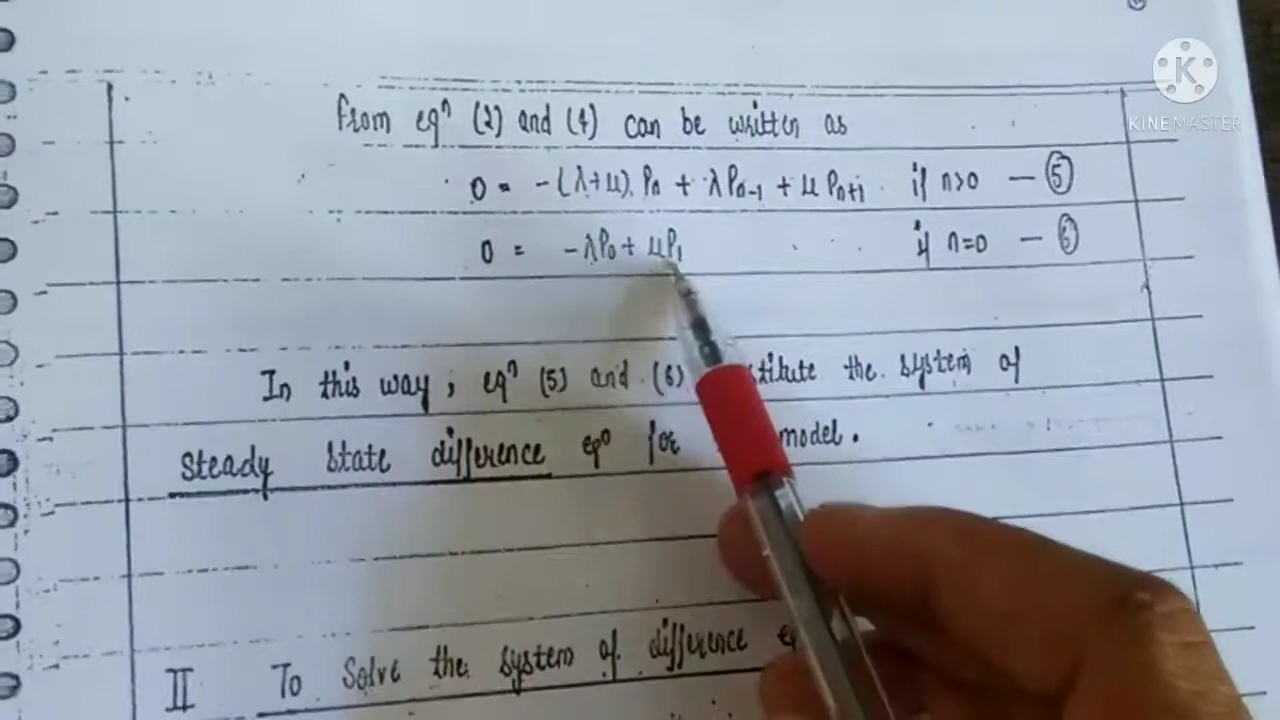 from eqⁿ (2) and (4) can be written as
0 = -(λ+μ). Pn + λPn-1 + μ Pn+1 if n>0 — ⑤
0 = -λP0 + μP1 if n=0 — ⑥
In this way, eqⁿ (5) and (6) stitute the system of
steady state difference eqⁿ for model.
II To Solve the system of difference
K
KINEMASTER